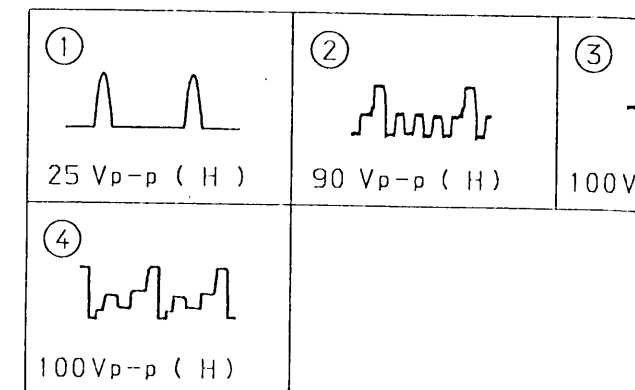 ①
②
③
25 Vp-p ( H )
90 Vp-p ( H )
100V
④
100Vp-p ( H )